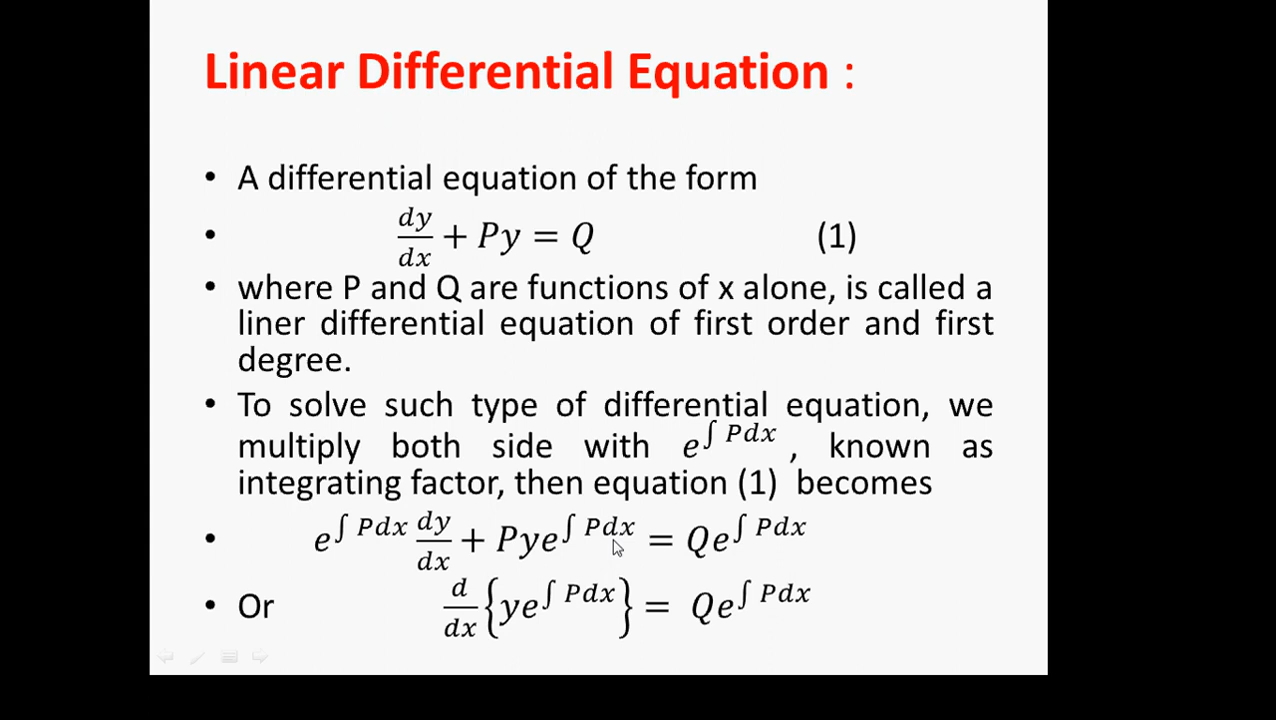 Linear Differential Equation :
• A differential equation of the form
• dy/dx + Py = Q (1)
• where P and Q are functions of x alone, is called a
liner differential equation of first order and first
degree.
• To solve such type of differential equation, we
multiply both side with e^∫ Pdx , known as
integrating factor, then equation (1) becomes
• e^∫ Pdx dy/dx + Pye^∫ Pdx = Qe^∫ Pdx
• Or d/dx {ye^∫ Pdx} = Qe^∫ Pdx